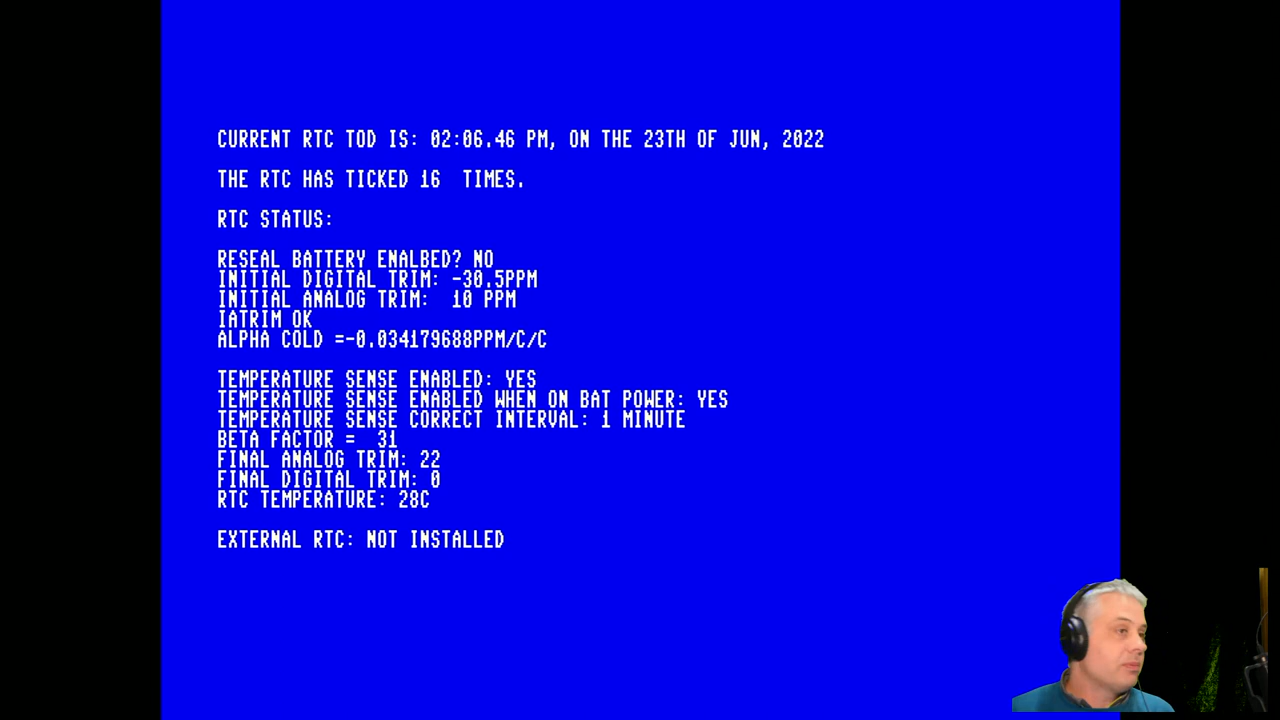 CURRENT RTC TOD IS: 02:06.46 PM, ON THE 23TH OF JUN, 2022
THE RTC HAS TICKED 16 TIMES.
RTC STATUS:
RESEAL BATTERY ENALBED? NO
INITIAL DIGITAL TRIM: -30.5PPM
INITIAL ANALOG TRIM: 10 PPM
IATRIM OK
ALPHA COLD =-0.034179688PPM/C/C
TEMPERATURE SENSE ENABLED: YES
TEMPERATURE SENSE ENABLED WHEN ON BAT POWER: YES
TEMPERATURE SENSE CORRECT INTERVAL: 1 MINUTE
BETA FACTOR = 31
FINAL ANALOG TRIM: 22
FINAL DIGITAL TRIM: 0
RTC TEMPERATURE: 28C
EXTERNAL RTC: NOT INSTALLED